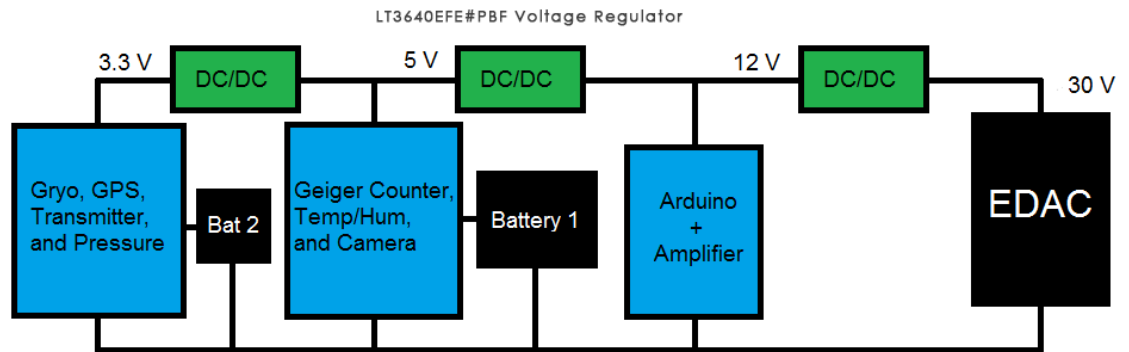 LT3640EFE#PBF Voltage Regulator
3.3 V
DC/DC
5 V
DC/DC
12 V
DC/DC
30 V
Gryo, GPS,
Transmitter,
and Pressure
Bat 2
Geiger Counter,
Temp/Hum,
and Camera
Battery 1
Arduino
+
Amplifier
EDAC